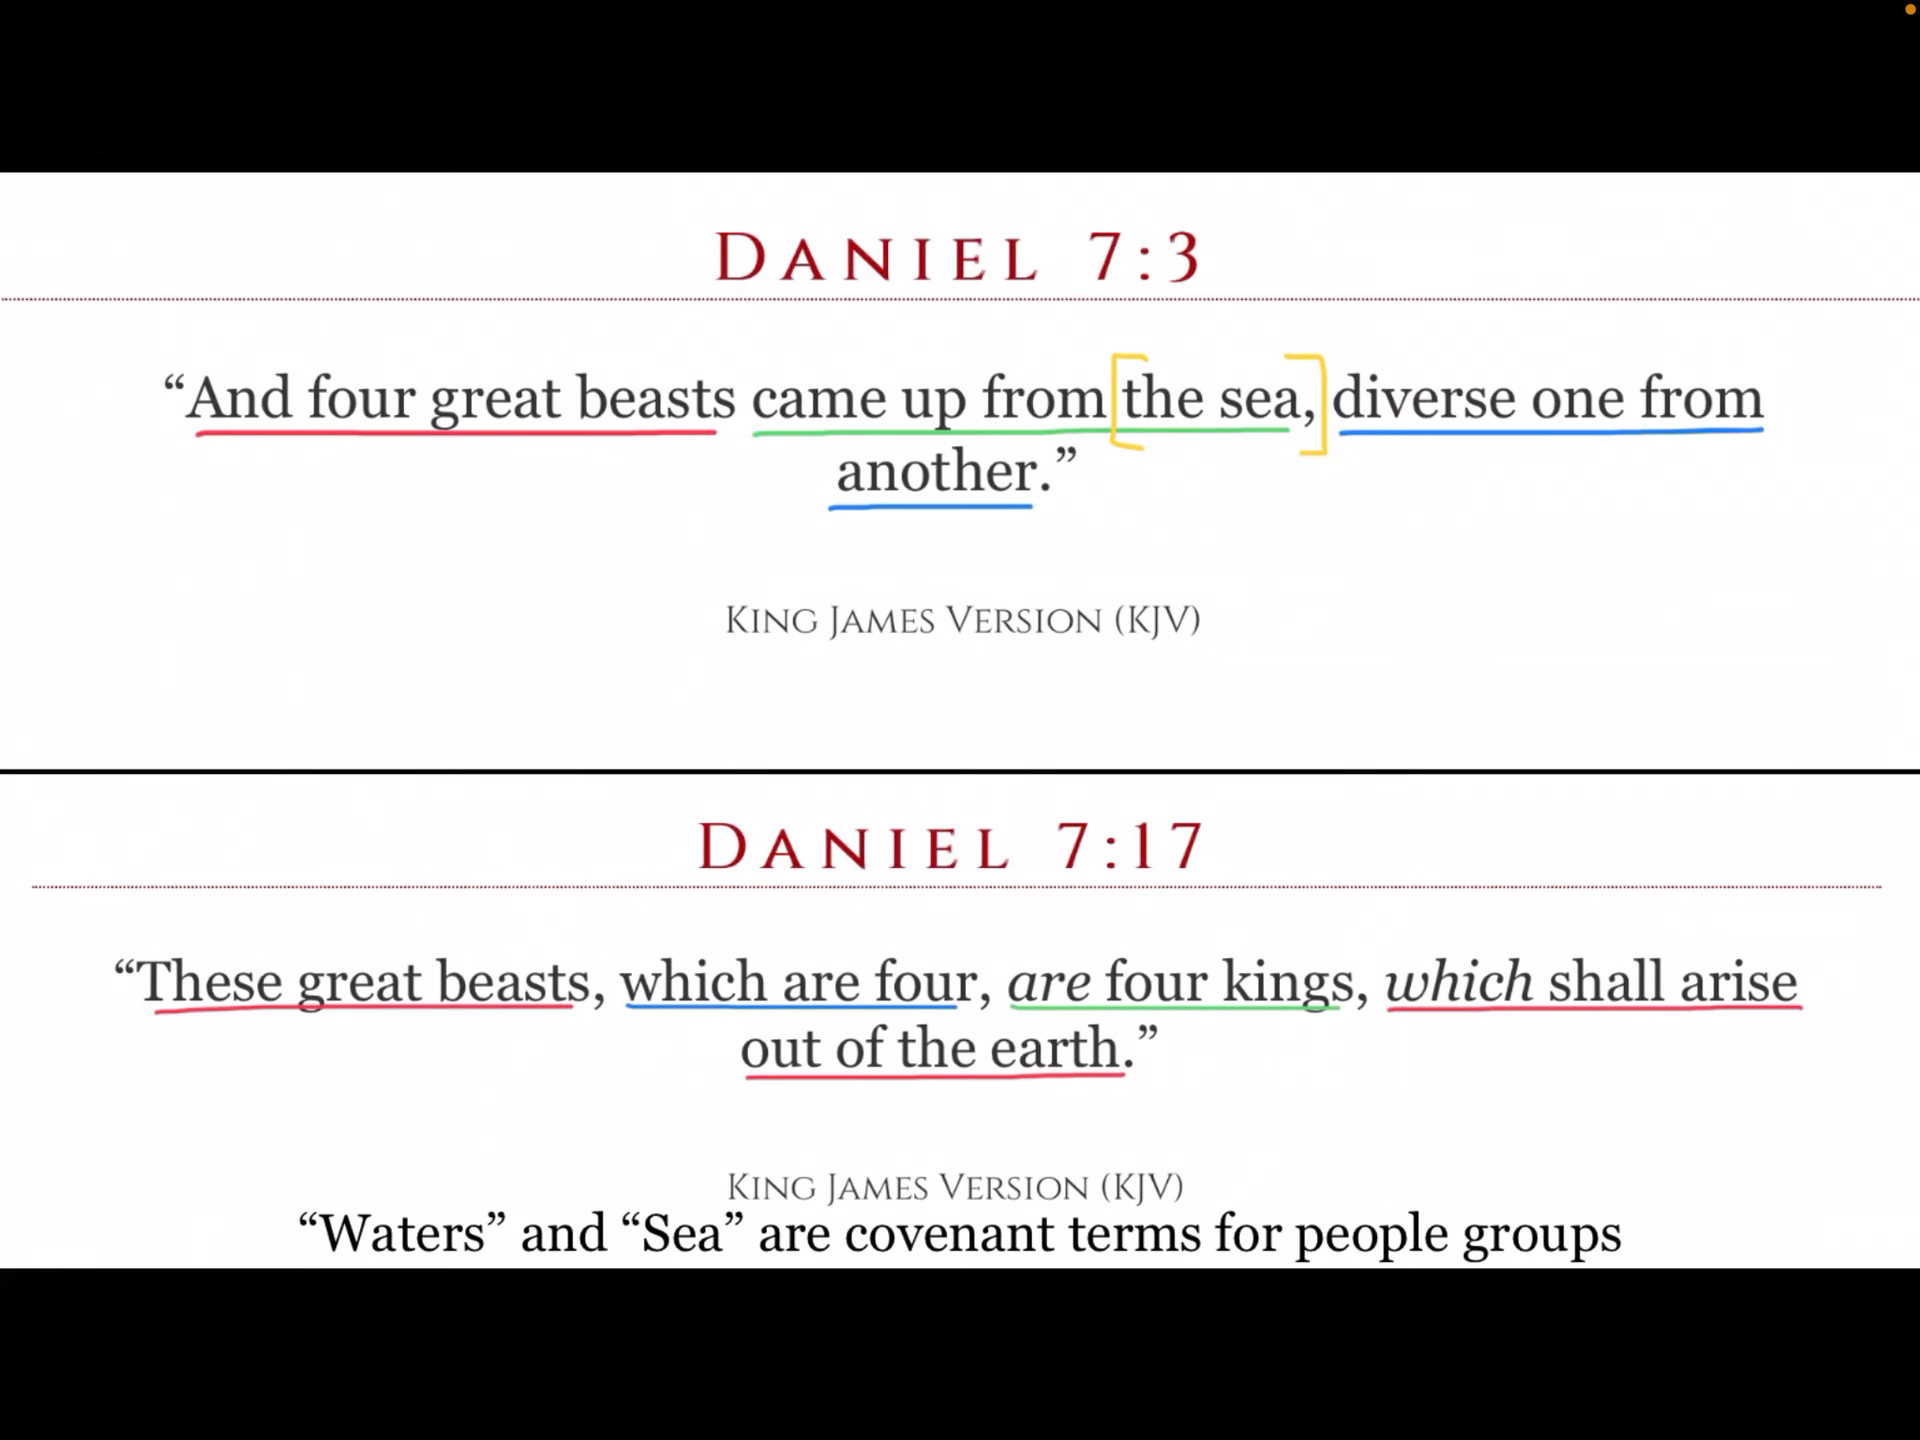 DANIEL 7:3
“And four great beasts came up from the sea, diverse one from
another.”
KING JAMES VERSION (KJV)
DANIEL 7:17
“These great beasts, which are four, are four kings, which shall arise
out of the earth.”
KING JAMES VERSION (KJV)
“Waters” and “Sea” are covenant terms for people groups